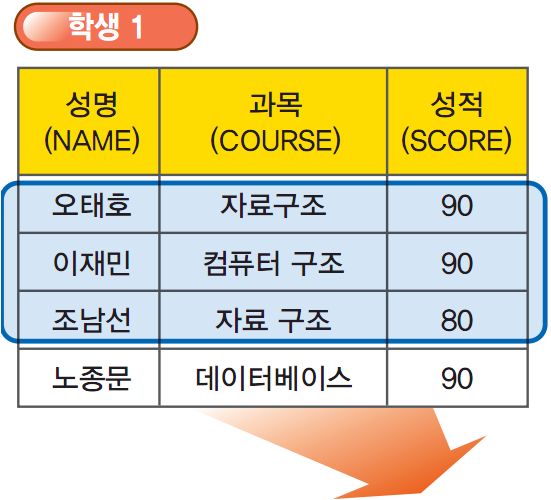 학생 1
성명 과목 성적
(NAME) (COURSE) (SCORE)
오태호 자료구조 90
이재민 컴퓨터 구조 90
조남선 자료 구조 80
노종문 데이터베이스 90